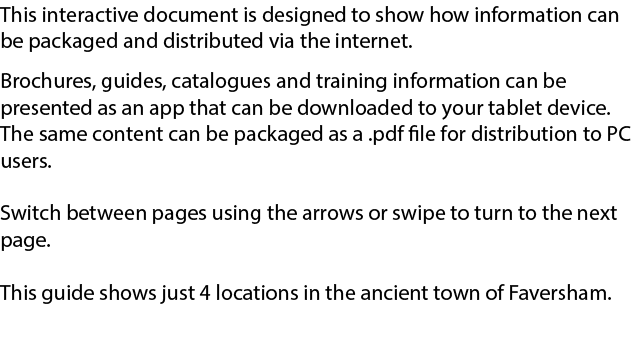 This interactive document is designed to show how information can
be packaged and distributed via the internet.
Brochures, guides, catalogues and training information can be
presented as an app that can be downloaded to your tablet device.
The same content can be packaged as a .pdf file for distribution to PC
users.
Switch between pages using the arrows or swipe to turn to the next
page.
This guide shows just 4 locations in the ancient town of Faversham.